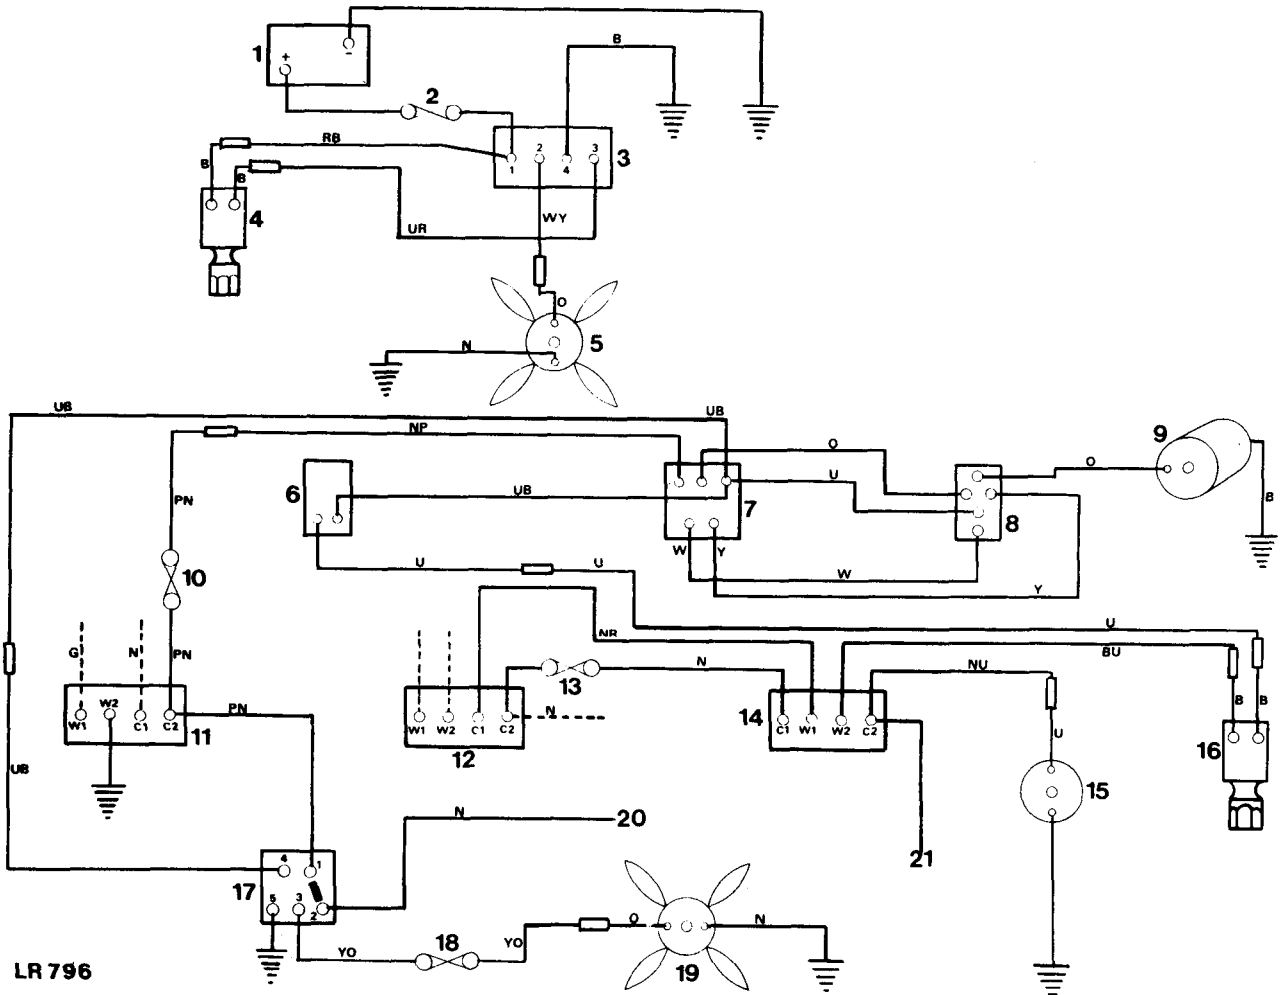 1
+
-
2
B
RB
2
3
1
4
3
B
B
4
UR
WY
O
5
N
UB
UB
NP
O
9
O
U
6
UB
7
8
B
PN
10
W
Y
U
U
W
Y
PN
G
N
NR
U
BU
13
N
NU
W1
W2
C1
C2
PN
11
W1
W2
C1
C2
N
12
14
C1
W1
W2
C2
B
B
U
16
15
UB
N
20
21
4
1
17
5
3
2
YO
18
YO
O
N
19
LR 796